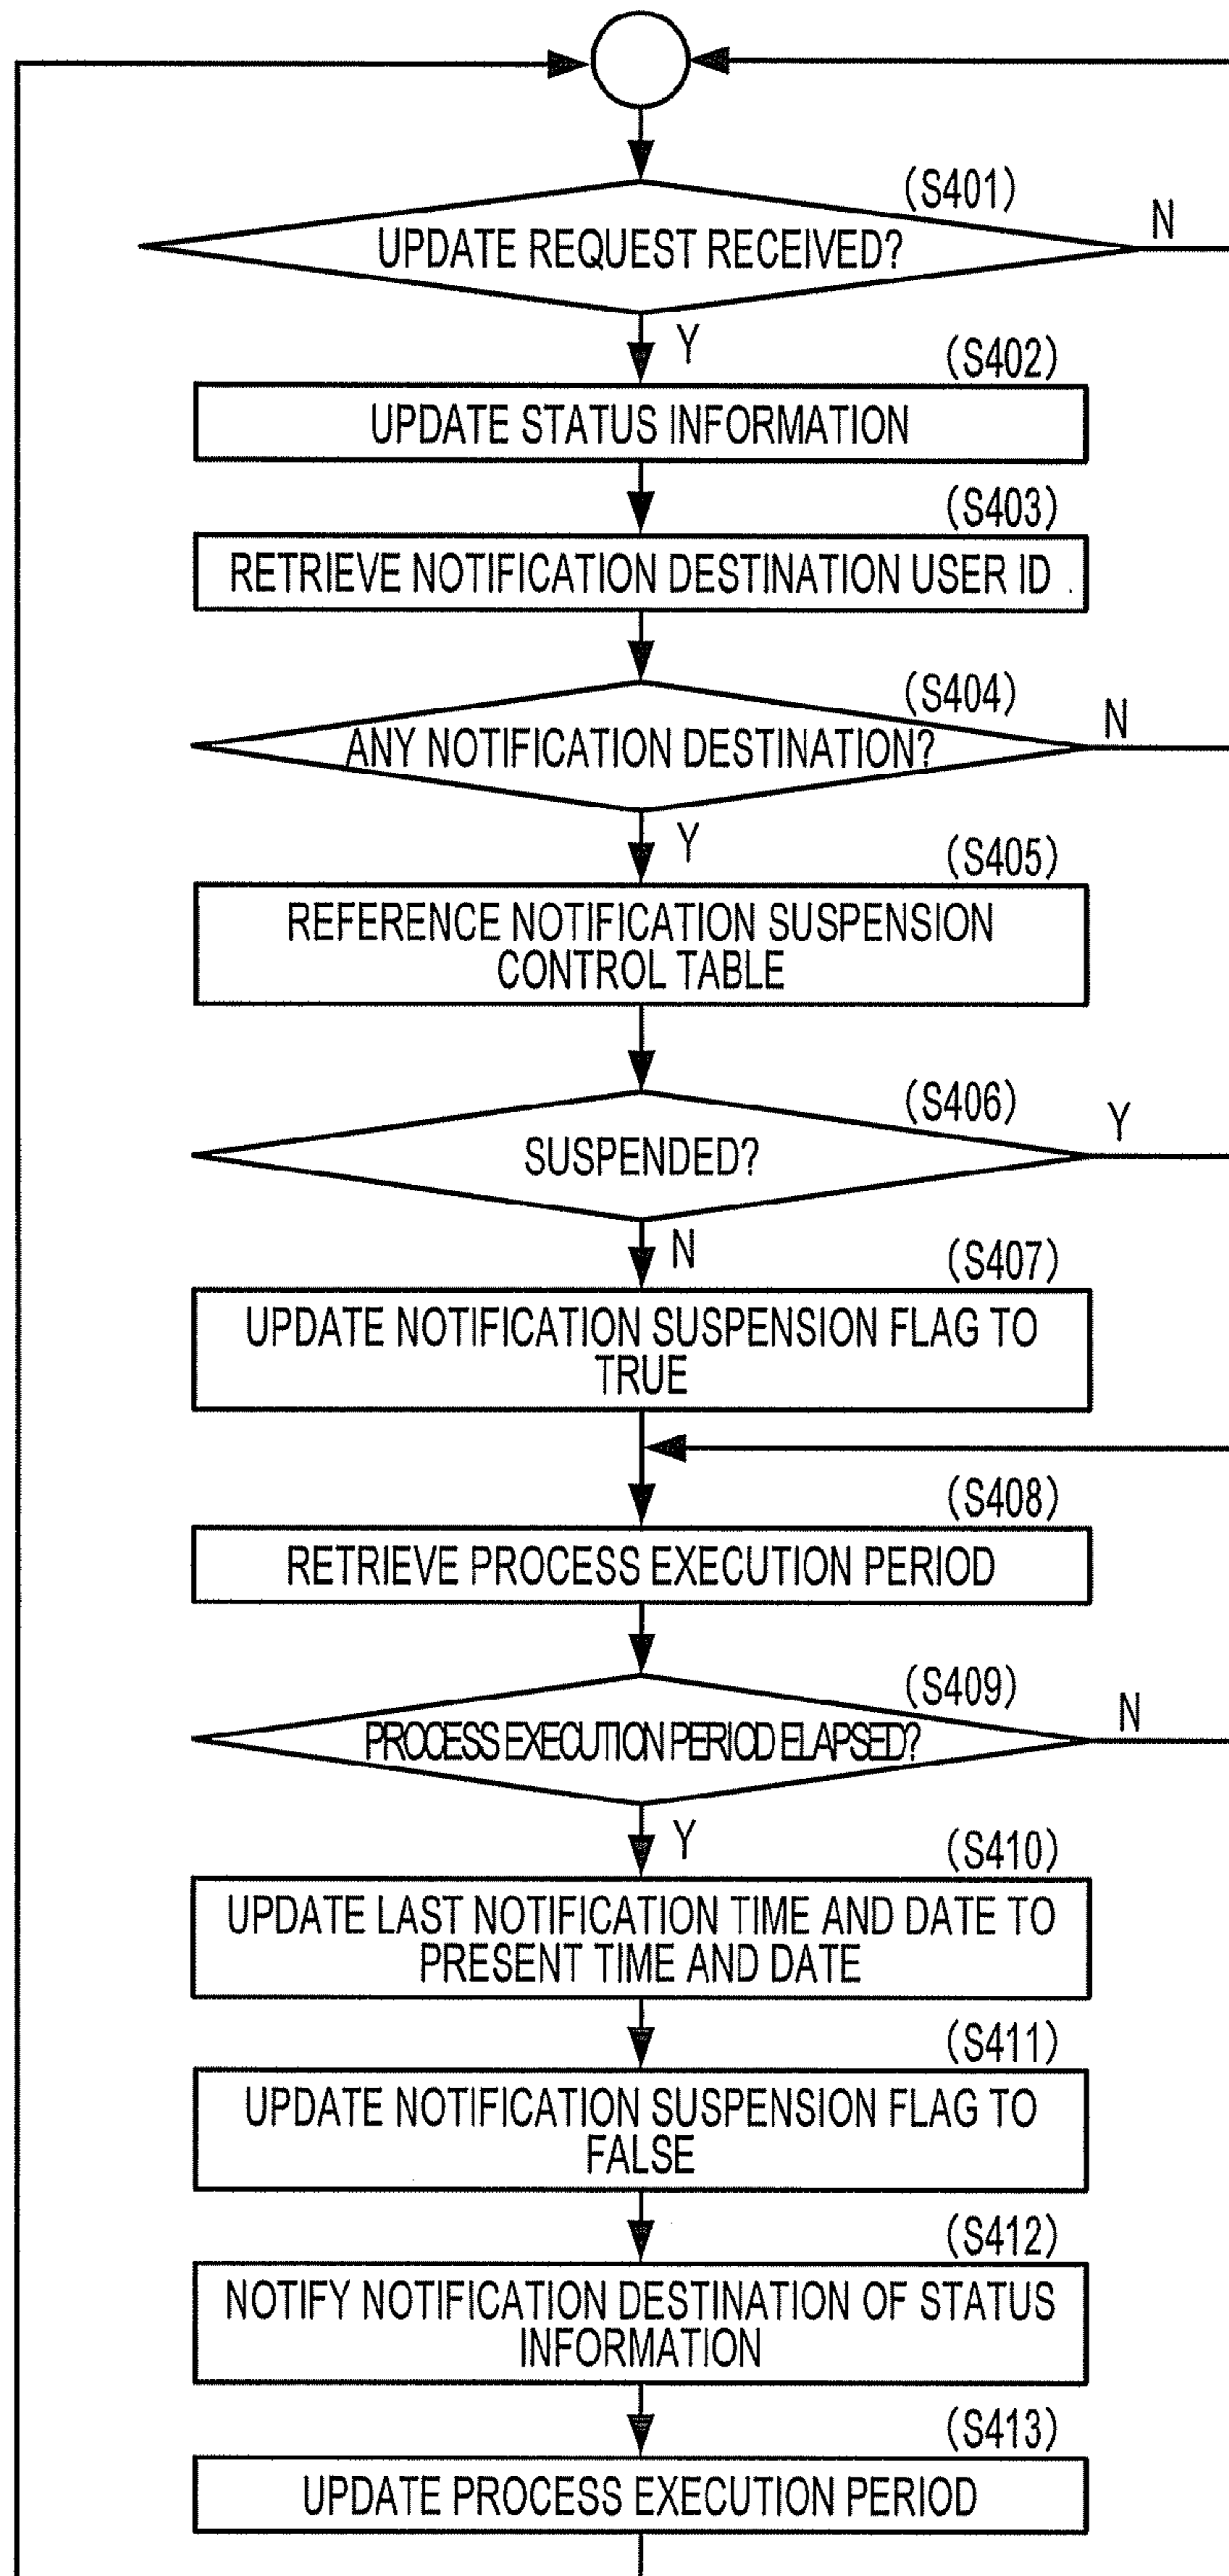 (S401)
N
UPDATE REQUEST RECEIVED?
Y
(S402)
UPDATE STATUS INFORMATION
(S403)
RETRIEVE NOTIFICATION DESTINATION USER ID
(S404)
N
ANY NOTIFICATION DESTINATION?
Y
(S405)
REFERENCE NOTIFICATION SUSPENSION
CONTROL TABLE
(S406)
Y
SUSPENDED?
N
(S407)
UPDATE NOTIFICATION SUSPENSION FLAG TO
TRUE
(S408)
RETRIEVE PROCESS EXECUTION PERIOD
(S409)
N
PROCESS EXECUTION PERIOD ELAPSED?
Y
(S410)
UPDATE LAST NOTIFICATION TIME AND DATE TO
PRESENT TIME AND DATE
(S411)
UPDATE NOTIFICATION SUSPENSION FLAG TO
FALSE
(S412)
NOTIFY NOTIFICATION DESTINATION OF STATUS
INFORMATION
(S413)
UPDATE PROCESS EXECUTION PERIOD